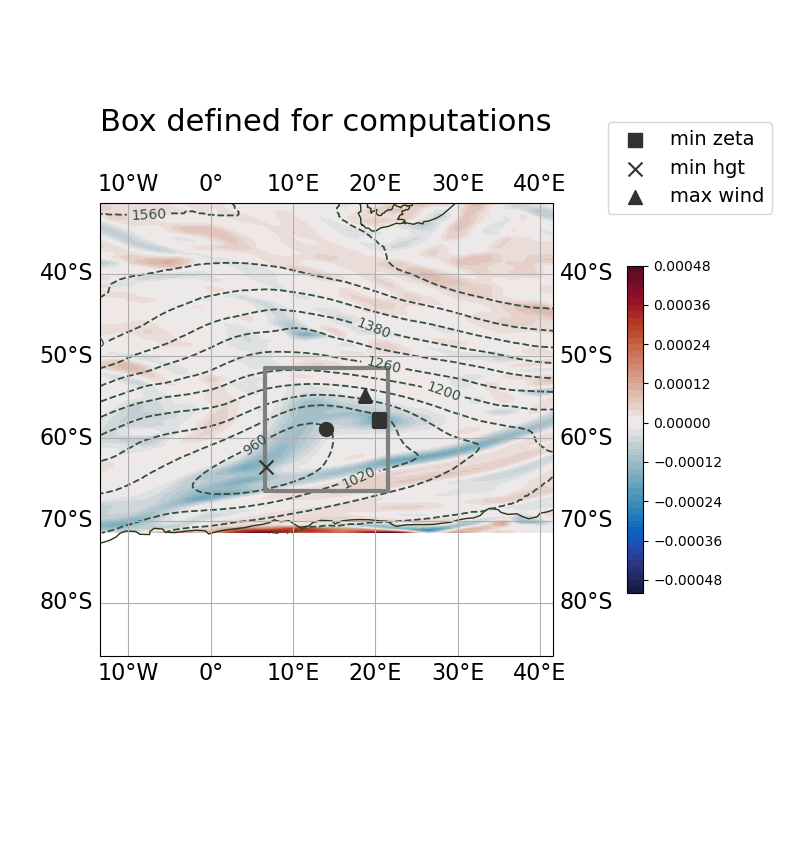 Box defined for computations
min zeta
min hgt
max wind
10°W 0° 10°E 20°E 30°E 40°E
1560
40°S 40°S
1380
50°S 50°S
1260
1200
60°S 60°S
960
1020
70°S 70°S
80°S 80°S
10°W 0° 10°E 20°E 30°E 40°E
0.00048
0.00036
0.00024
0.00012
0.00000
−0.00012
−0.00024
−0.00036
−0.00048